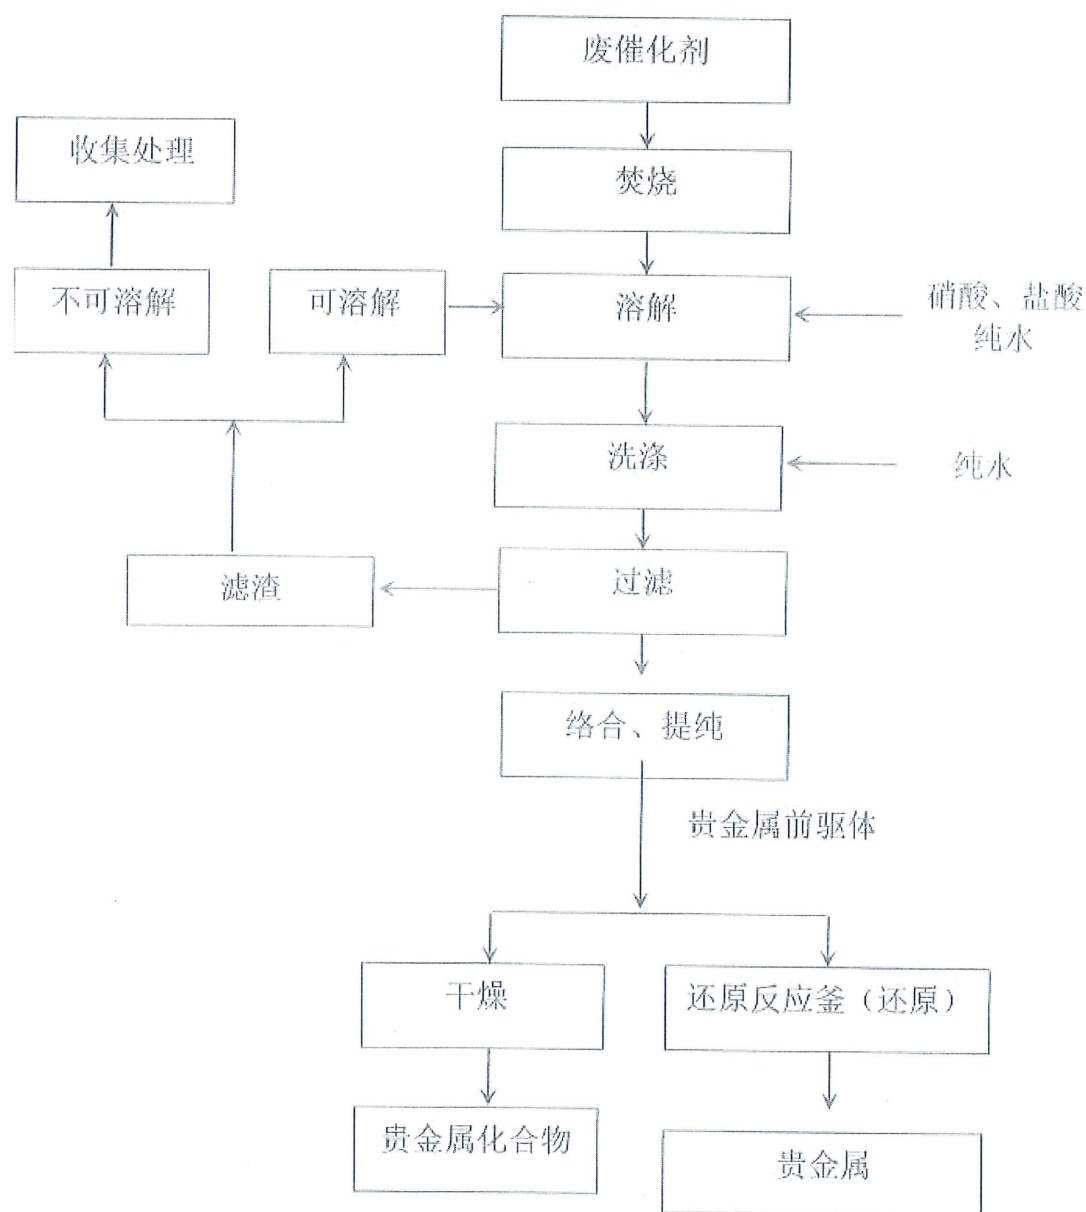 废催化剂
收集处理
焚烧
不可溶解
可溶解
溶解
硝酸、盐酸
纯水
洗涤
纯水
滤渣
过滤
络合、提纯
贵金属前驱体
干燥
还原反应釜（还原）
贵金属化合物
贵金属